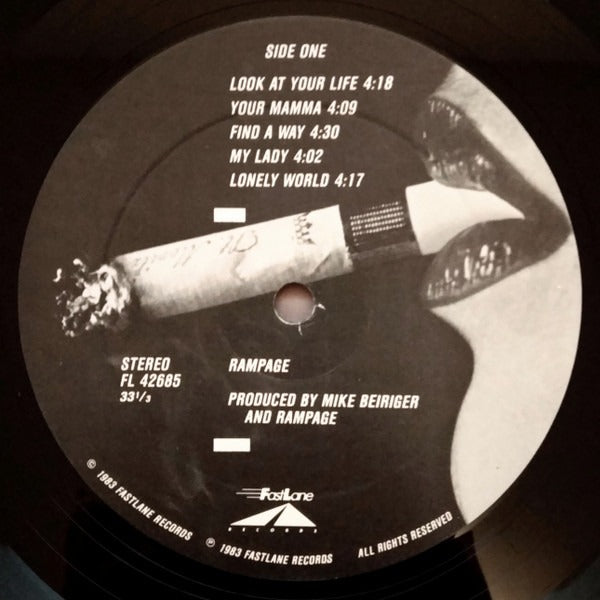 SIDE ONE
LOOK AT YOUR LIFE 4:18
YOUR MAMMA 4:09
FIND A WAY 4:30
MY LADY 4:02
LONELY WORLD 4:17
STEREO
FL 42685
33⅓
RAMPAGE
PRODUCED BY MIKE BEIRIGER
AND RAMPAGE
FastLane
RECORDS
© 1983 FASTLANE RECORDS
℗ 1983 FASTLANE RECORDS
ALL RIGHTS RESERVED